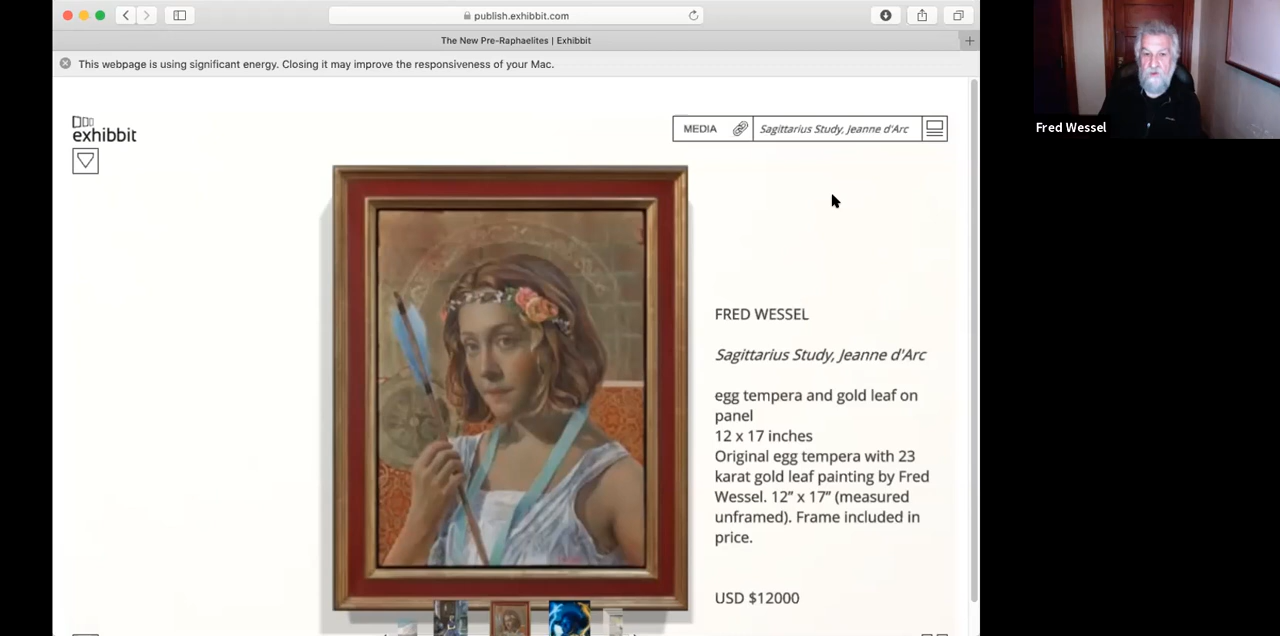 publish.exhibbit.com
The New Pre-Raphaelites | Exhibbit
This webpage is using significant energy. Closing it may improve the responsiveness of your Mac.
exhibbit
MEDIA
Sagittarius Study, Jeanne d'Arc
Fred Wessel
FRED WESSEL
Sagittarius Study, Jeanne d'Arc
egg tempera and gold leaf on
panel
12 x 17 inches
Original egg tempera with 23
karat gold leaf painting by Fred
Wessel. 12” x 17” (measured
unframed). Frame included in
price.
USD $12000